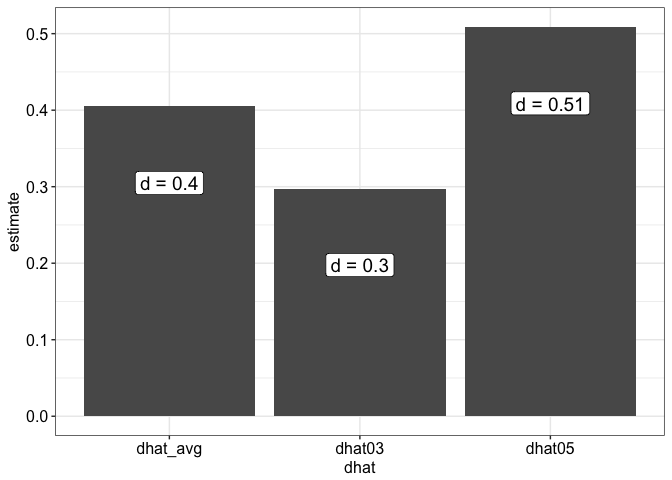 estimate
0.5
0.4
0.3
0.2
0.1
0.0
d = 0.4
d = 0.3
d = 0.51
dhat_avg
dhat03
dhat05
dhat